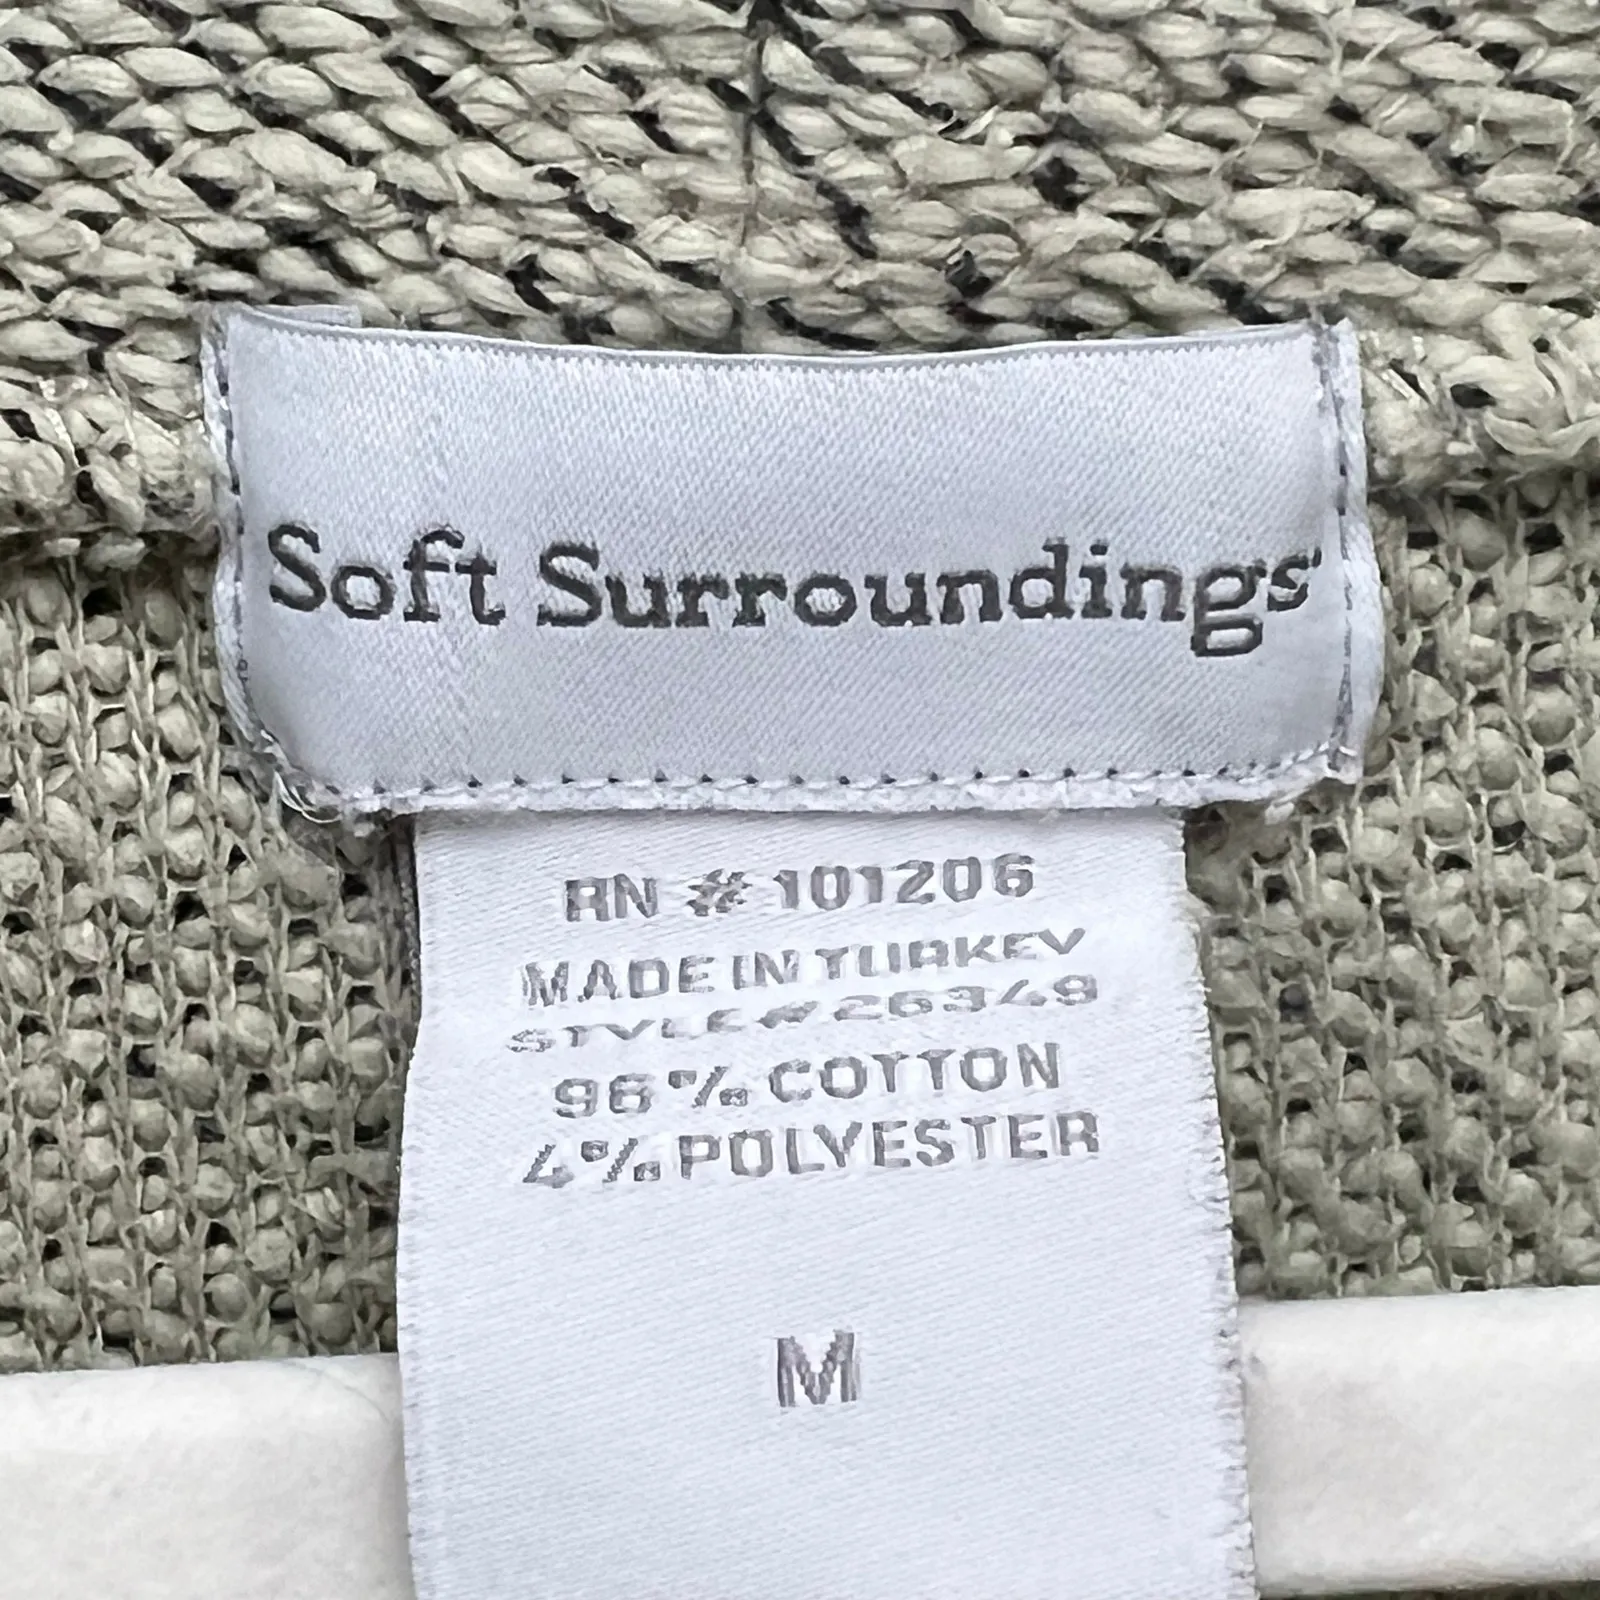 Soft Surroundings
RN # 101206
MADE IN TURKEY
STYLE# 26349
96% COTTON
4% POLYESTER
M